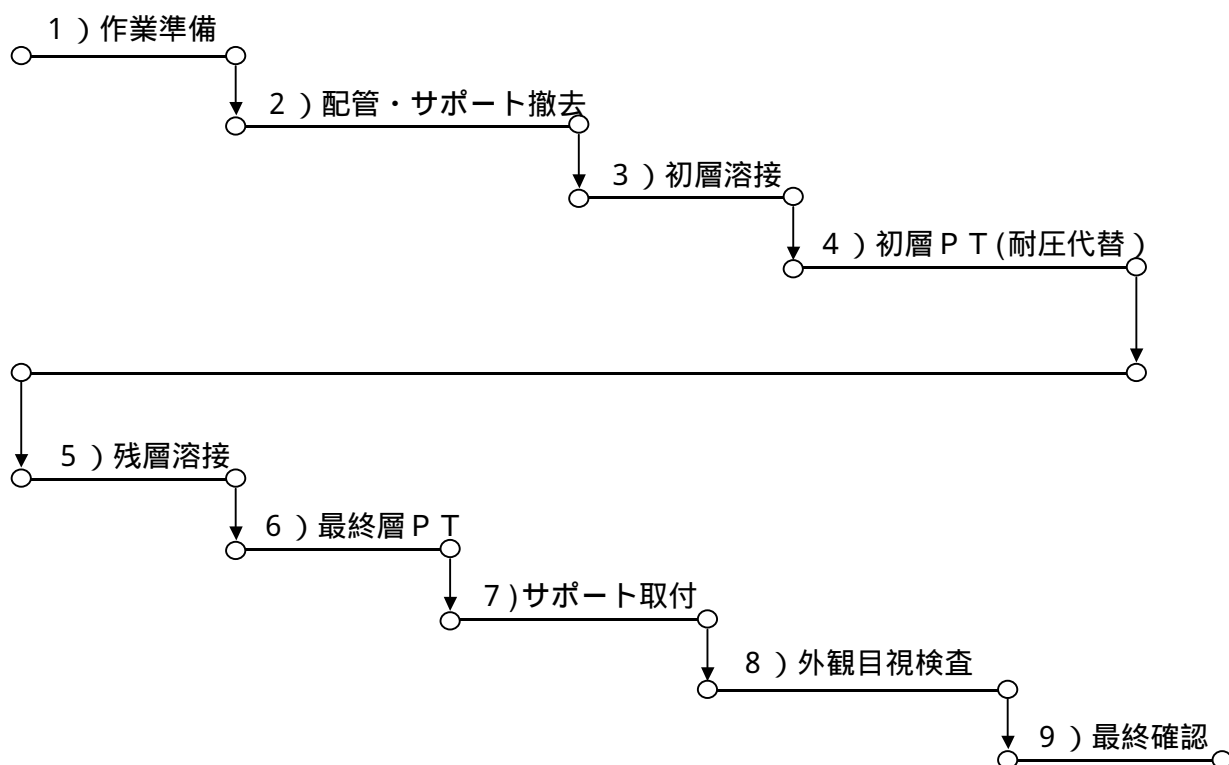 1）作業準備
2）配管・サポート撤去
3）初層溶接
4）初層ＰＴ(耐圧代替）
5）残層溶接
6）最終層ＰＴ
7)サポート取付
8）外観目視検査
9）最終確認